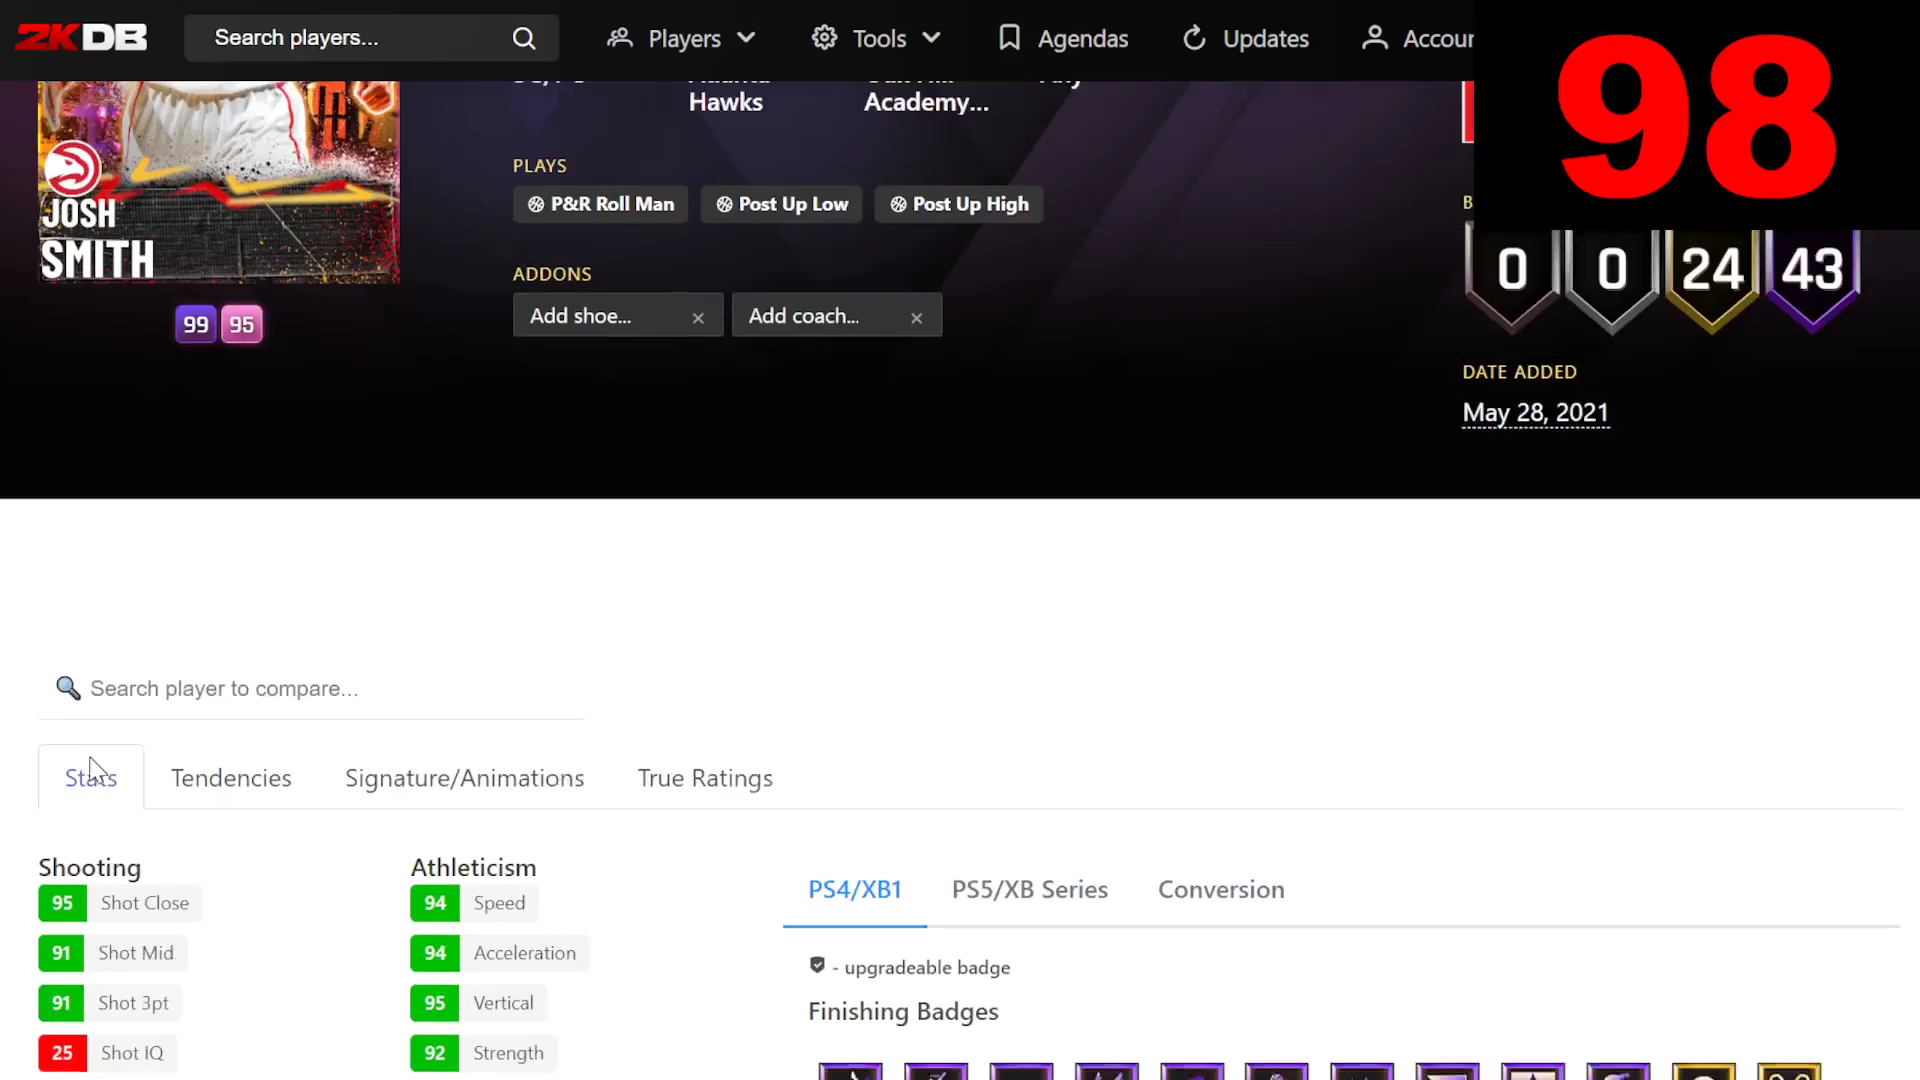 2KDB
Search players...
Players
Tools
Agendas
Updates
Accour
98
Hawks
Academy...
PLAYS
P&R Roll Man
Post Up Low
Post Up High
JOSH
SMITH
99
95
ADDONS
Add shoe... ×
Add coach... ×
B
0
0
24
43
DATE ADDED
May 28, 2021
Search player to compare...
Stats
Tendencies
Signature/Animations
True Ratings
Shooting
95 Shot Close
91 Shot Mid
91 Shot 3pt
25 Shot IQ
Athleticism
94 Speed
94 Acceleration
95 Vertical
92 Strength
PS4/XB1
PS5/XB Series
Conversion
- upgradeable badge
Finishing Badges